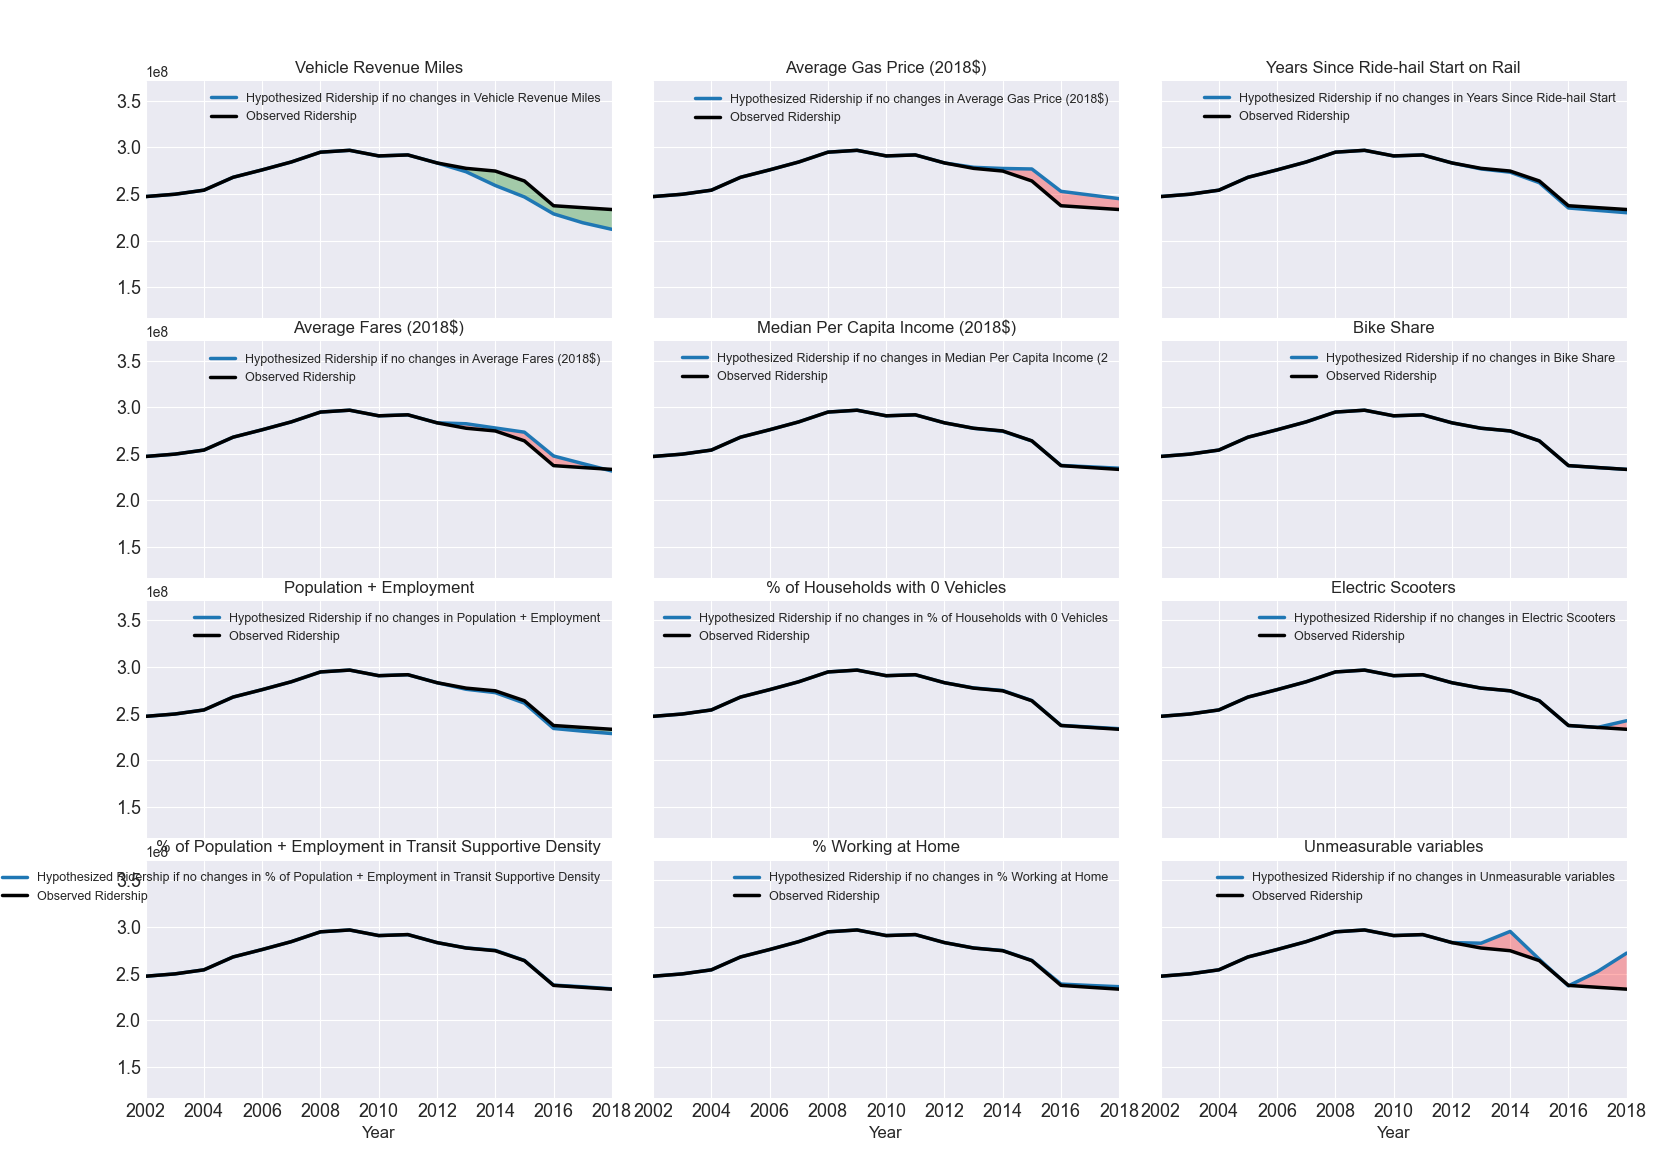 Vehicle Revenue Miles
1e8
Hypothesized Ridership if no changes in Vehicle Revenue Miles
Observed Ridership
3.5
3.0
2.5
2.0
1.5
Average Gas Price (2018$)
Hypothesized Ridership if no changes in Average Gas Price (2018$)
Observed Ridership
Years Since Ride-hail Start on Rail
Hypothesized Ridership if no changes in Years Since Ride-hail Start
Observed Ridership
Average Fares (2018$)
1e8
Hypothesized Ridership if no changes in Average Fares (2018$)
Observed Ridership
3.5
3.0
2.5
2.0
1.5
Median Per Capita Income (2018$)
Hypothesized Ridership if no changes in Median Per Capita Income (2
Observed Ridership
Bike Share
Hypothesized Ridership if no changes in Bike Share
Observed Ridership
Population + Employment
1e8
Hypothesized Ridership if no changes in Population + Employment
Observed Ridership
3.5
3.0
2.5
2.0
1.5
% of Households with 0 Vehicles
Hypothesized Ridership if no changes in % of Households with 0 Vehicles
Observed Ridership
Electric Scooters
Hypothesized Ridership if no changes in Electric Scooters
Observed Ridership
% of Population + Employment in Transit Supportive Density
1e8
Hypothesized Ridership if no changes in % of Population + Employment in Transit Supportive Density
Observed Ridership
3.5
3.0
2.5
2.0
1.5
2002 2004 2006 2008 2010 2012 2014 2016 2018
Year
% Working at Home
Hypothesized Ridership if no changes in % Working at Home
Observed Ridership
2002 2004 2006 2008 2010 2012 2014 2016 2018
Year
Unmeasurable variables
Hypothesized Ridership if no changes in Unmeasurable variables
Observed Ridership
2002 2004 2006 2008 2010 2012 2014 2016 2018
Year